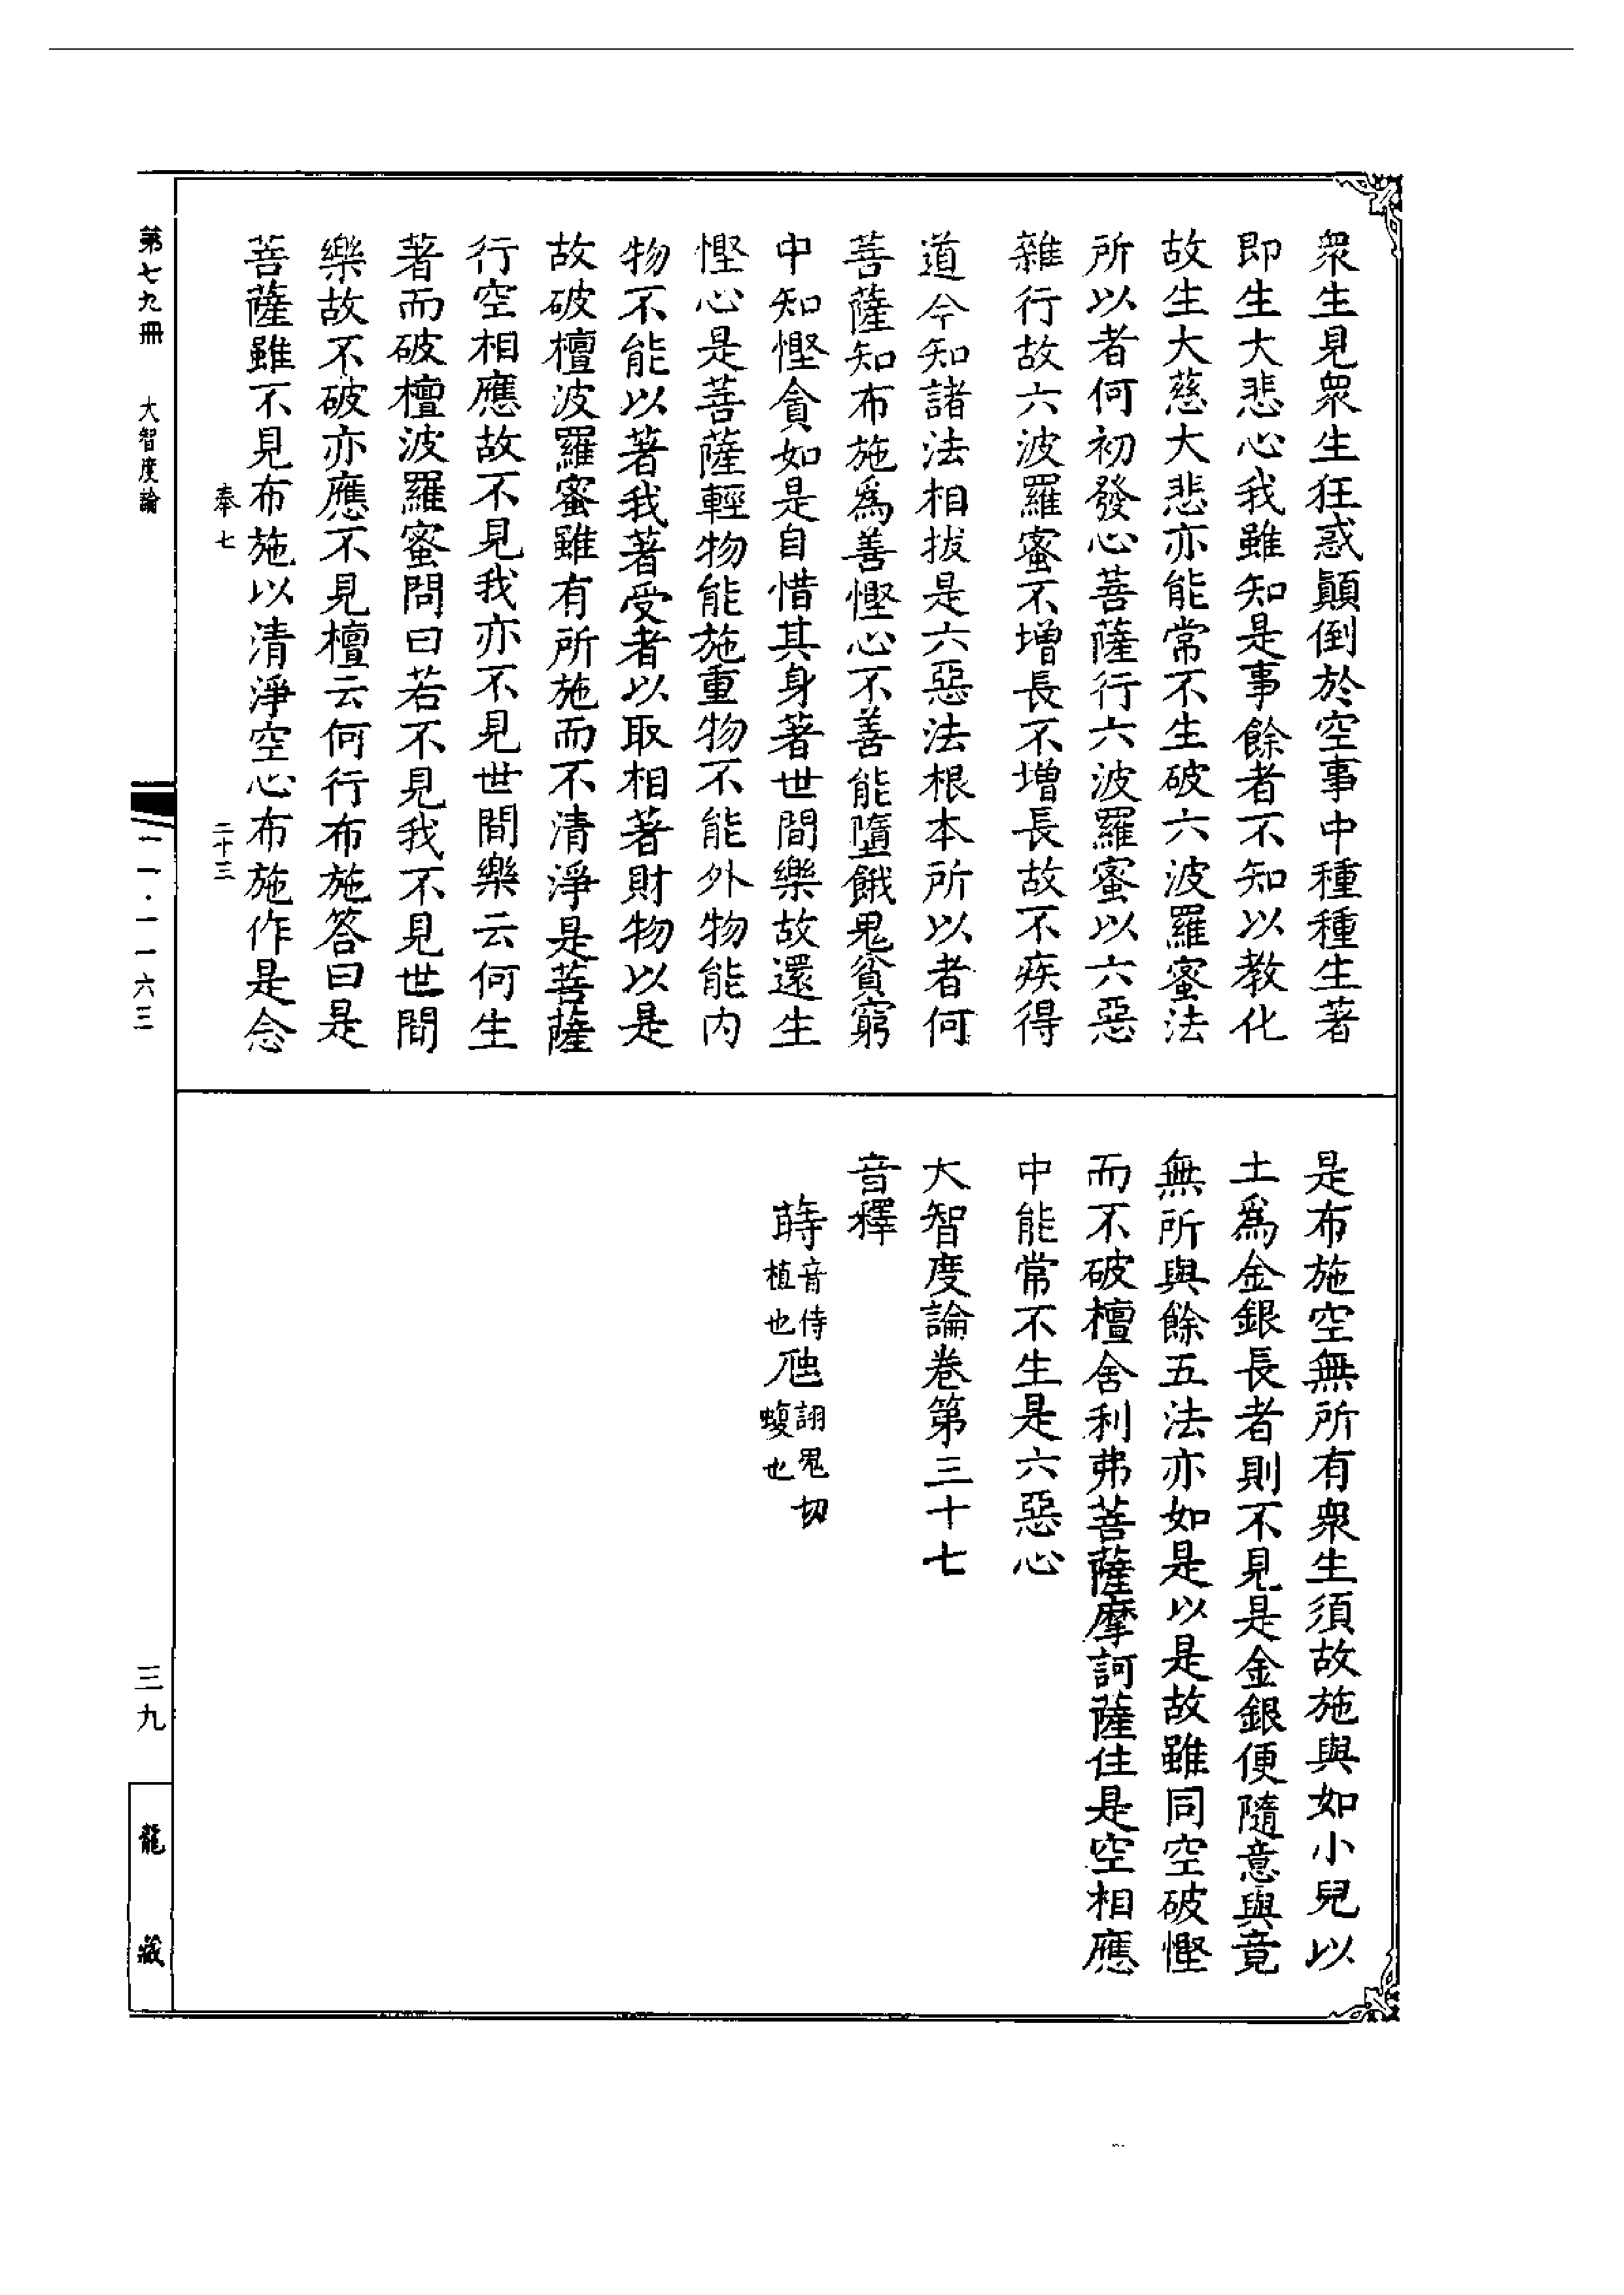 眾生見眾生狂惑顛倒於空事中種種生著
即生大悲心我雖知是事餘者不知以教化
故生大慈大悲亦能常不生破六波羅蜜法
所以者何初發心菩薩行六波羅蜜以六惡
雜行故六波羅蜜不增長不增長故不疾得
道今知諸法相拔是六惡法根本所以者何
菩薩知布施為善慳心不善能墮餓鬼貧窮
中知慳貪如是自惜其身著世間樂故還生
慳心是菩薩輕物能施重物不能外物能內
物不能以著我著受者以取相著財物以是
故破檀波羅蜜雖有所施而不清淨是菩薩
行空相應故不見我亦不見世間樂云何生
著而破檀波羅蜜問曰若不見我不見世間
樂故不破亦應不見檀云何行布施答曰是
菩薩雖不見布施以清淨空心布施作是念
奉七 二十三
是布施空無所有眾生須故施與如小兒以
土為金銀長者則不見是金銀便隨意與竟
無所與餘五法亦如是以是故雖同空破慳
而不破檀舍利弗菩薩摩訶薩住是空相應
中能常不生是六惡心
大智度論卷第三十七
音釋
蒔音侍植也虺詡鬼切蝮也
第七九冊 大智度論 一一·一一六三 三九 龍藏